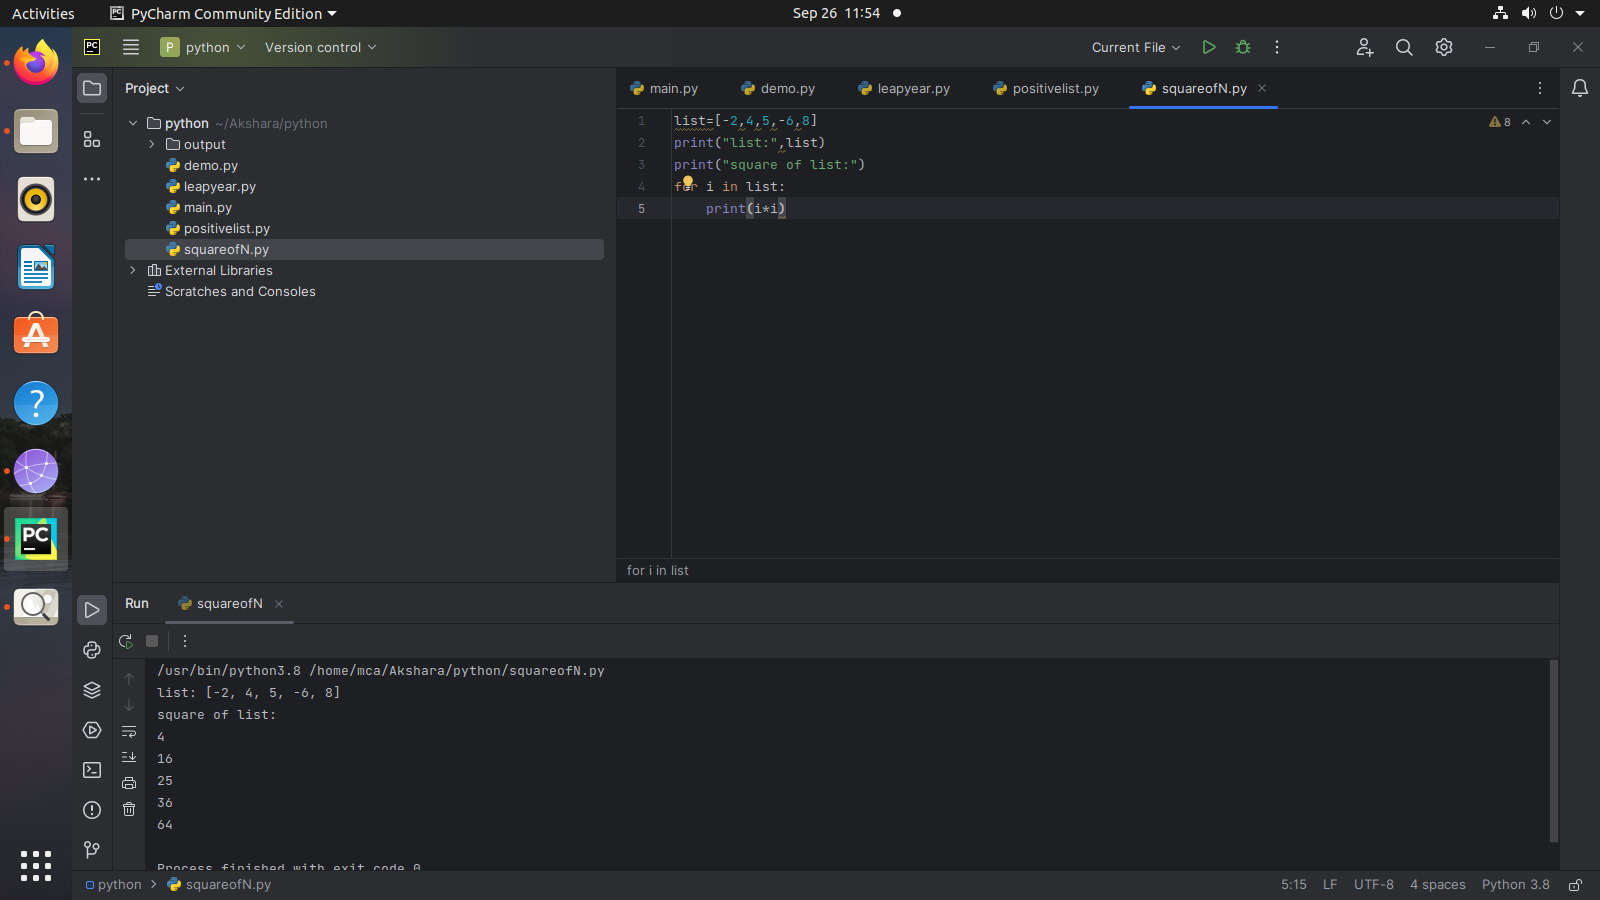 Activities
PyCharm Community Edition
Sep 26 11:54
PC
P python
Version control
Current File
Project
main.py
demo.py
leapyear.py
positivelist.py
squareofN.py
python ~/Akshara/python
output
demo.py
leapyear.py
main.py
positivelist.py
squareofN.py
External Libraries
Scratches and Consoles
1 list=[-2,4,5,-6,8]
2 print("list:",list)
3 print("square of list:")
4 for i in list:
5 print(i*i)
8
for i in list
PC
Run
squareofN
/usr/bin/python3.8 /home/mca/Akshara/python/squareofN.py
list: [-2, 4, 5, -6, 8]
square of list:
4
16
25
36
64
Process finished with exit code 0
python
squareofN.py
5:15
LF
UTF-8
4 spaces
Python 3.8